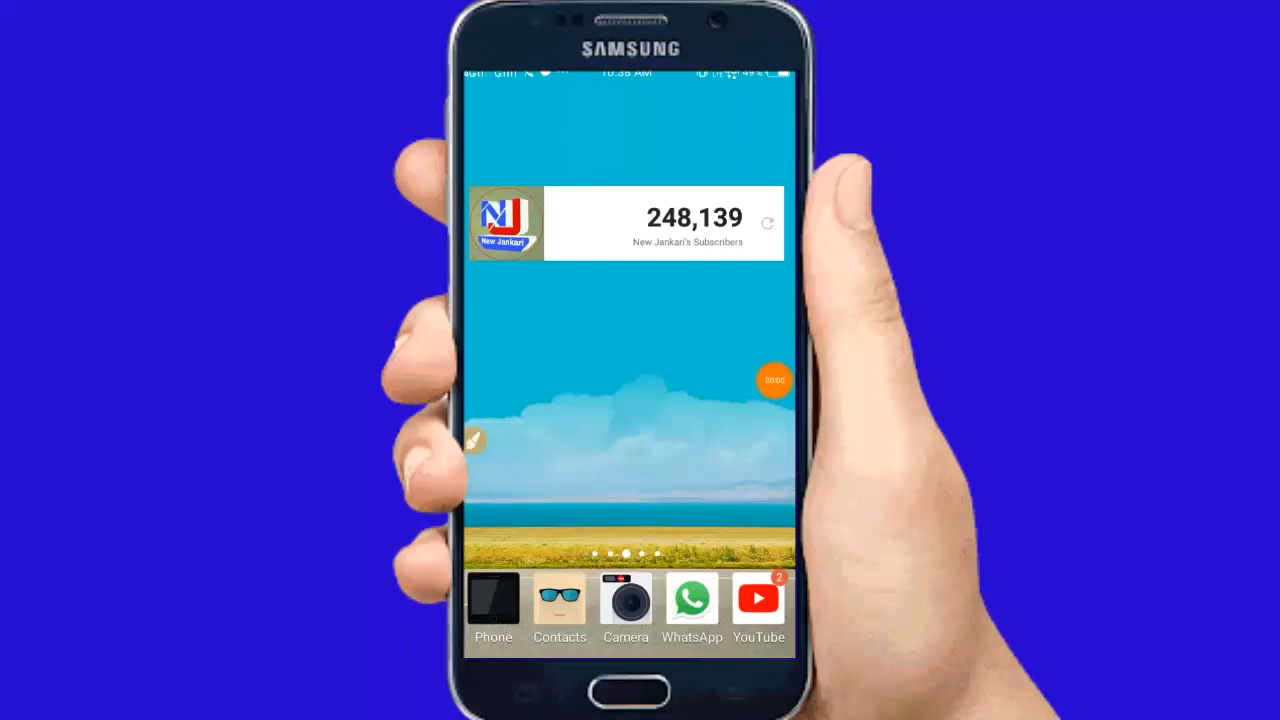 SAMSUNG
10:38 AM
49%
248,139
New Jankari's Subscribers
NJ
New Jankari
00:00
2
Phone Contacts Camera WhatsApp YouTube